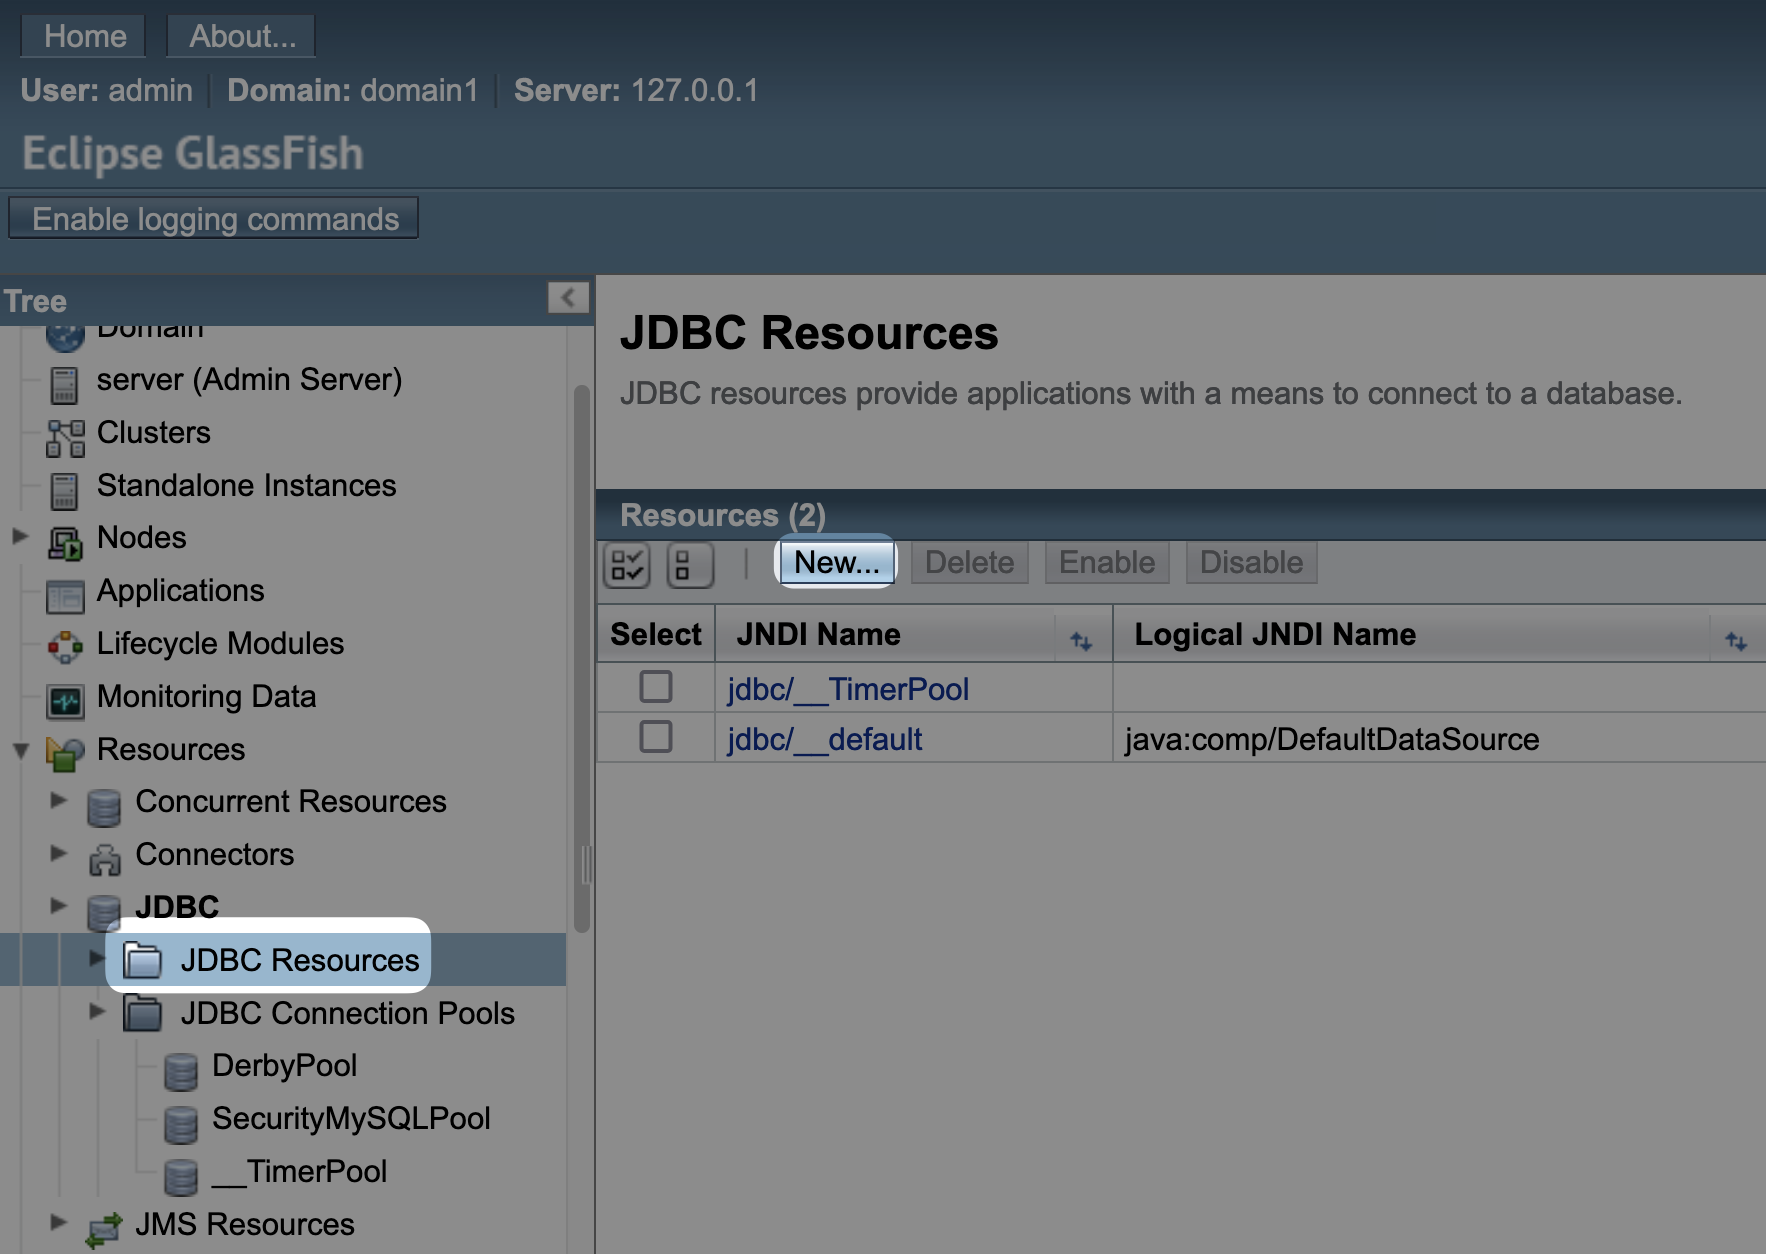 Home About...
User: admin Domain: domain1 Server: 127.0.0.1
Eclipse GlassFish
Enable logging commands
Tree
Domain
server (Admin Server)
Clusters
Standalone Instances
Nodes
Applications
Lifecycle Modules
Monitoring Data
Resources
Concurrent Resources
Connectors
JDBC
JDBC Resources
JDBC Connection Pools
DerbyPool
SecurityMySQLPool
__TimerPool
JMS Resources
JDBC Resources
JDBC resources provide applications with a means to connect to a database.
Resources (2)
New... Delete Enable Disable
Select JNDI Name Logical JNDI Name
jdbc/__TimerPool
jdbc/__default java:comp/DefaultDataSource